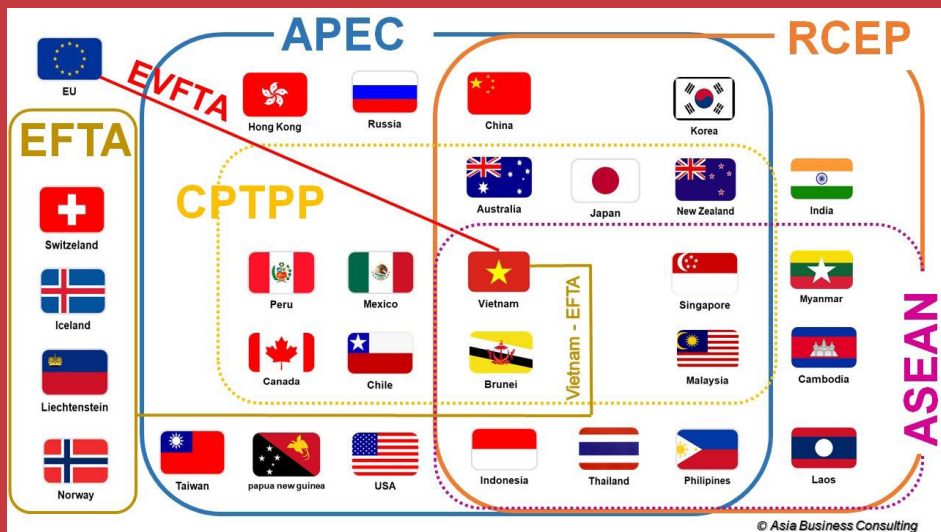 APEC
RCEP
EU
EVFTA
Hong Kong
Russia
China
Korea
EFTA
CPTPP
Switzeland
Australia
Japan
New Zealand
India
Iceland
Peru
Mexico
Vietnam
Singapore
Myanmar
Vietnam - EFTA
ASEAN
Liechtenstein
Canada
Chile
Brunei
Malaysia
Cambodia
Norway
Taiwan
papua new guinea
USA
Indonesia
Thailand
Philipines
Laos
© Asia Business Consulting